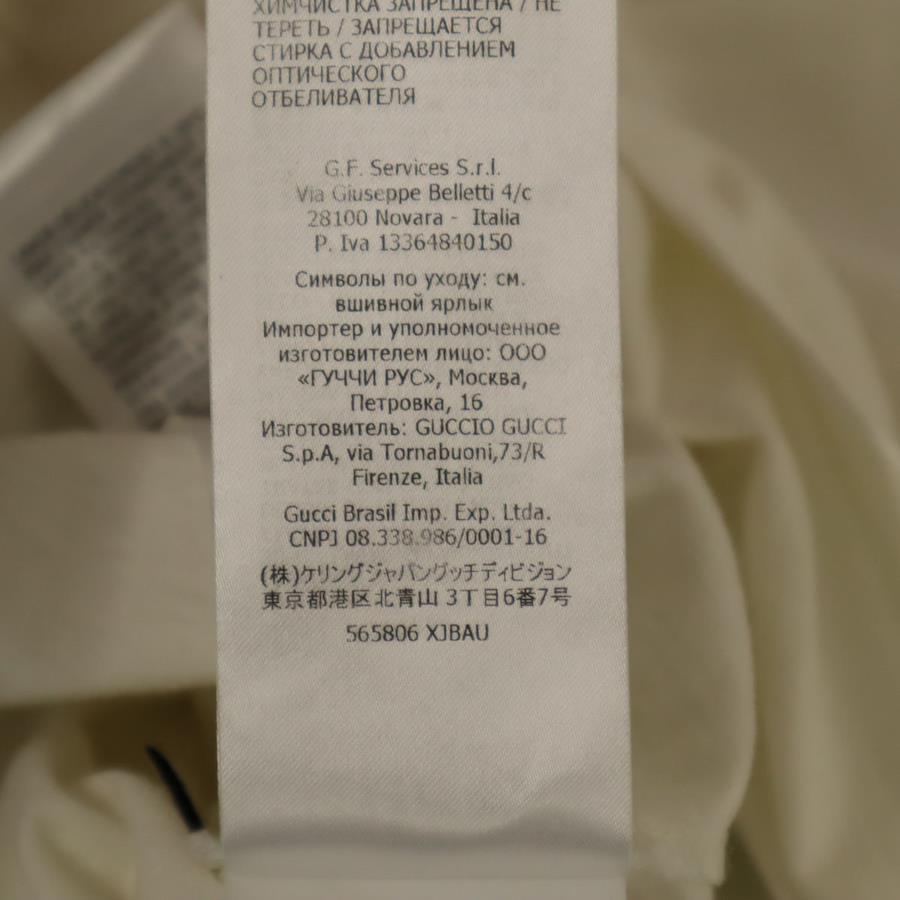 ХИМЧИСТКА ЗАПРЕЩЕНА / НЕ
ТЕРЕТЬ / ЗАПРЕЩАЕТСЯ
СТИРКА С ДОБАВЛЕНИЕМ
ОПТИЧЕСКОГО
ОТБЕЛИВАТЕЛЯ
G.F. Services S.r.l.
Via Giuseppe Belletti 4/c
28100 Novara - Italia
P. Iva 13364840150
Символы по уходу: см.
вшивной ярлык
Импортер и уполномоченное
изготовителем лицо: ООО
«ГУЧЧИ РУС», Москва,
Петровка, 16
Изготовитель: GUCCIO GUCCI
S.p.A, via Tornabuoni,73/R
Firenze, Italia
Gucci Brasil Imp. Exp. Ltda.
CNPJ 08.338.986/0001-16
(株)ケリングジャパングッチディビジョン
東京都港区北青山 3丁目6番7号
565806 XJBAU